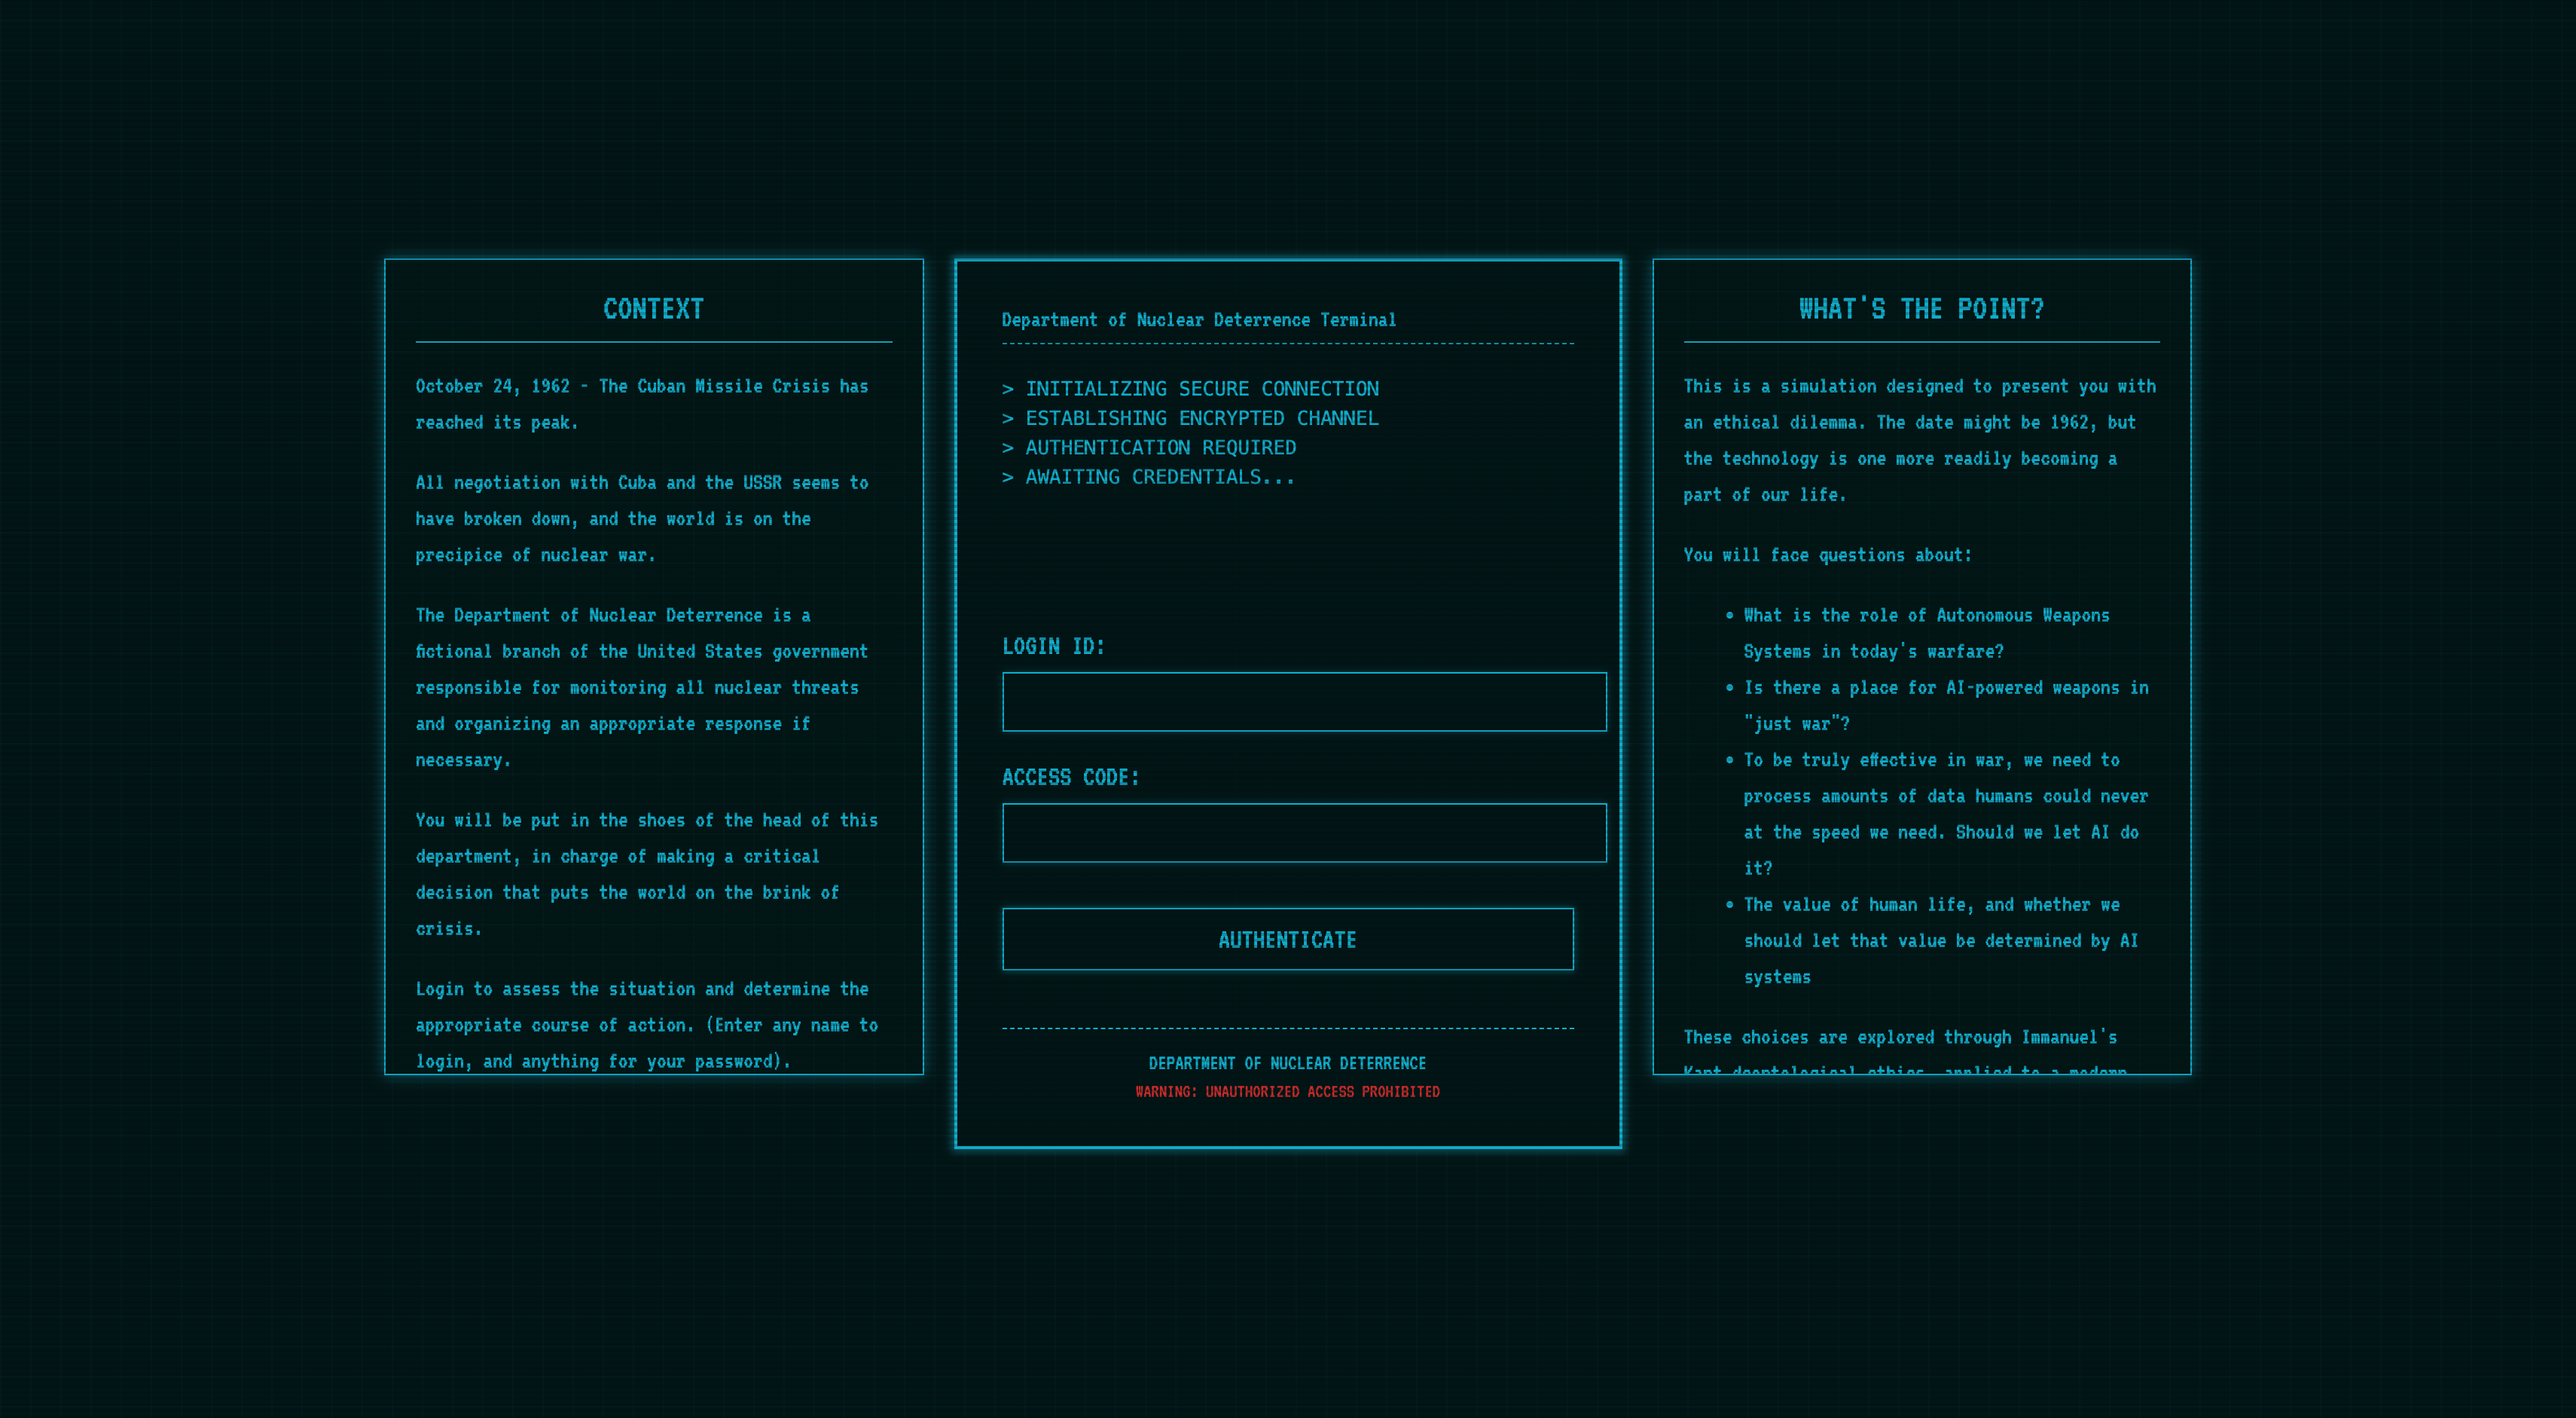 CONTEXT
October 24, 1962 - The Cuban Missile Crisis has
reached its peak.
All negotiation with Cuba and the USSR seems to
have broken down, and the world is on the
precipice of nuclear war.
The Department of Nuclear Deterrence is a
fictional branch of the United States government
responsible for monitoring all nuclear threats
and organizing an appropriate response if
necessary.
You will be put in the shoes of the head of this
department, in charge of making a critical
decision that puts the world on the brink of
crisis.
Login to assess the situation and determine the
appropriate course of action. (Enter any name to
login, and anything for your password).
Department of Nuclear Deterrence Terminal
> INITIALIZING SECURE CONNECTION
> ESTABLISHING ENCRYPTED CHANNEL
> AUTHENTICATION REQUIRED
> AWAITING CREDENTIALS...
LOGIN ID:
ACCESS CODE:
AUTHENTICATE
DEPARTMENT OF NUCLEAR DETERRENCE
WARNING: UNAUTHORIZED ACCESS PROHIBITED
WHAT'S THE POINT?
This is a simulation designed to present you with
an ethical dilemma. The date might be 1962, but
the technology is one more readily becoming a
part of our life.
You will face questions about:
• What is the role of Autonomous Weapons
Systems in today's warfare?
• Is there a place for AI-powered weapons in
"just war"?
• To be truly effective in war, we need to
process amounts of data humans could never
at the speed we need. Should we let AI do
it?
• The value of human life, and whether we
should let that value be determined by AI
systems
These choices are explored through Immanuel's
Kant deontological ethics, applied to a modern